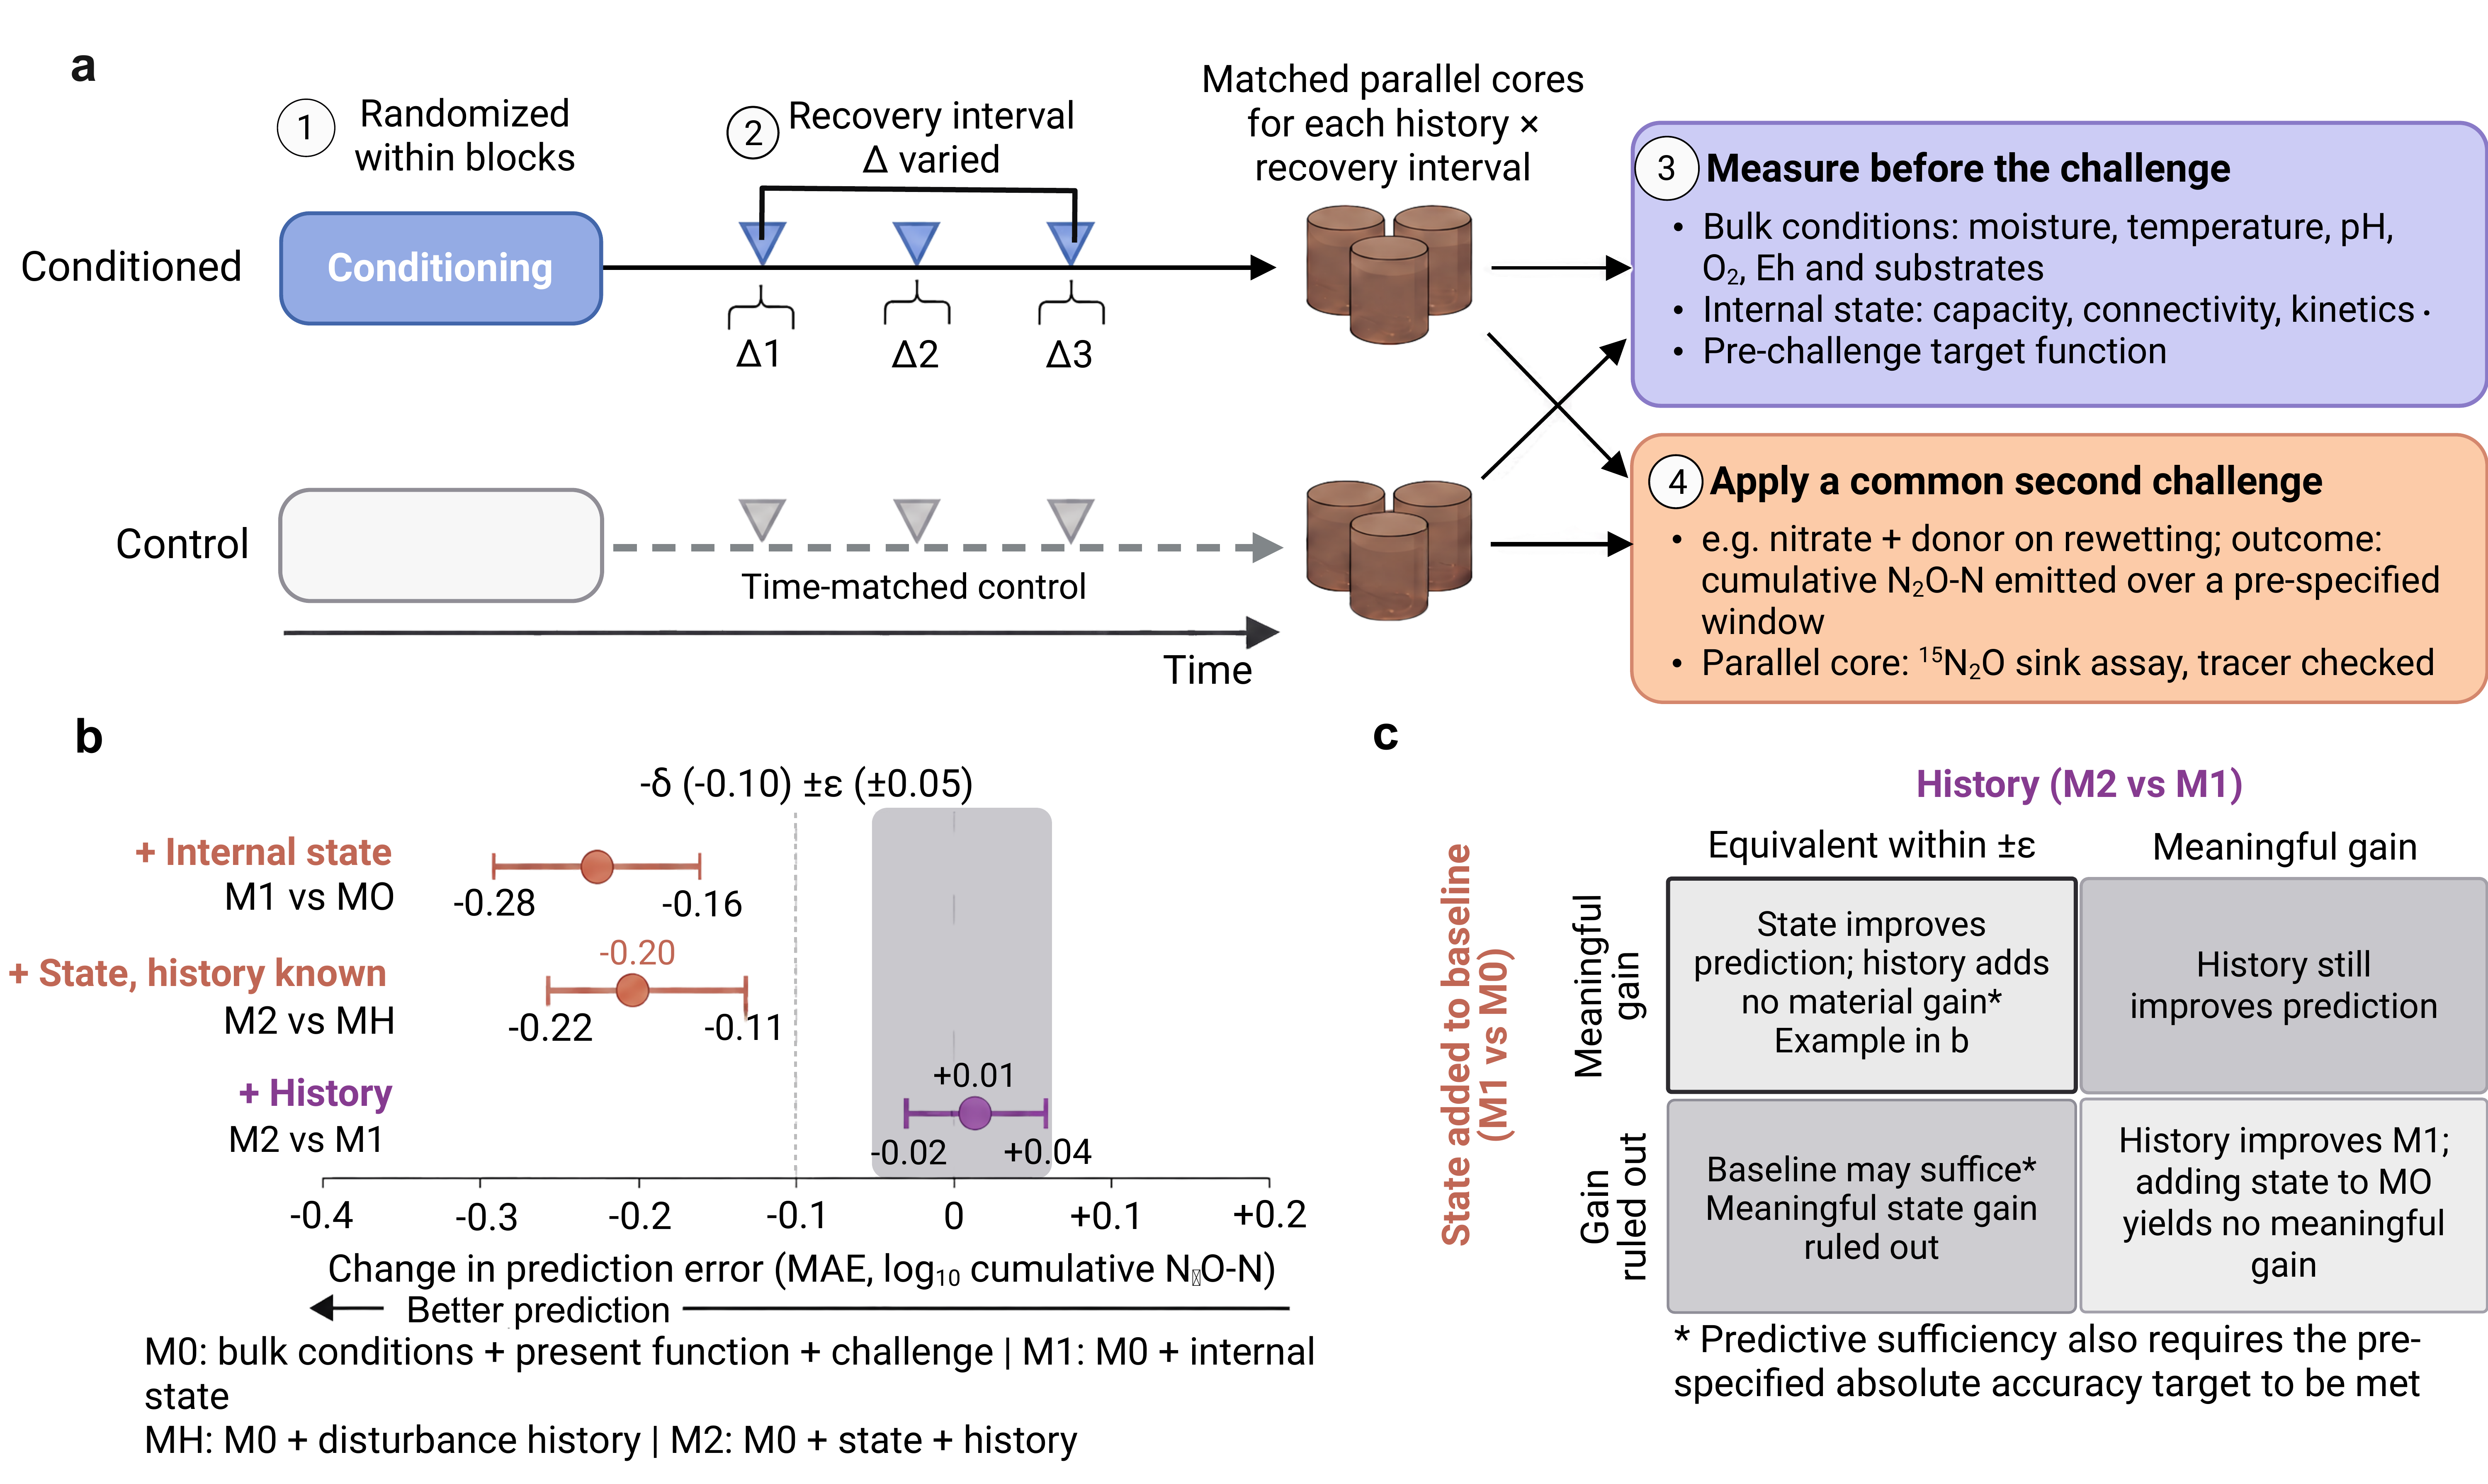 a
1
Randomized
within blocks
2
Recovery interval
Δ varied
Matched parallel cores
for each history ×
recovery interval
Conditioned
Conditioning
Δ1
Δ2
Δ3
3
Measure before the challenge
• Bulk conditions: moisture, temperature, pH,
O₂, Eh and substrates
• Internal state: capacity, connectivity, kinetics ·
• Pre-challenge target function
Control
Time-matched control
Time
4
Apply a common second challenge
• e.g. nitrate + donor on rewetting; outcome:
cumulative N₂O-N emitted over a pre-specified
window
• Parallel core: ¹⁵N₂O sink assay, tracer checked
b
-δ (-0.10) ±ε (±0.05)
+ Internal state
M1 vs MO
-0.28
-0.16
+ State, history known
M2 vs MH
-0.20
-0.22
-0.11
+ History
M2 vs M1
+0.01
-0.02
+0.04
-0.4
-0.3
-0.2
-0.1
0
+0.1
+0.2
Change in prediction error (MAE, log₁₀ cumulative N▯O-N)
Better prediction
M0: bulk conditions + present function + challenge | M1: M0 + internal
state
MH: M0 + disturbance history | M2: M0 + state + history
c
History (M2 vs M1)
Equivalent within ±ε
Meaningful gain
State added to baseline
(M1 vs M0)
Meaningful
gain
State improves
prediction; history adds
no material gain*
Example in b
History still
improves prediction
Gain
ruled out
Baseline may suffice*
Meaningful state gain
ruled out
History improves M1;
adding state to MO
yields no meaningful
gain
* Predictive sufficiency also requires the pre-
specified absolute accuracy target to be met